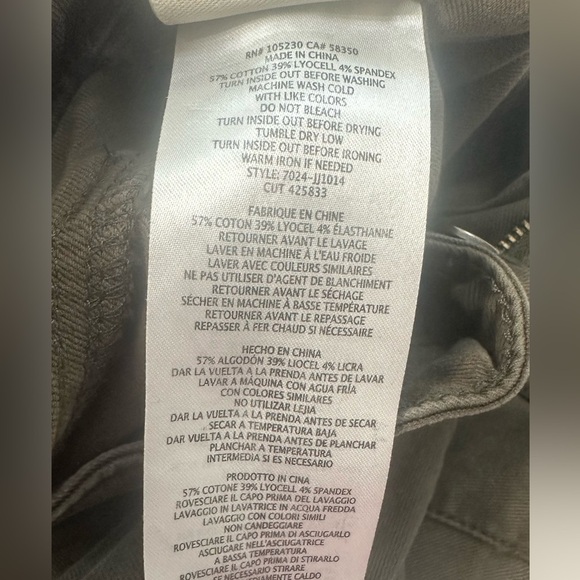 RN# 105230 CA# 58350
MADE IN CHINA
57% COTTON 39% LYOCELL 4% SPANDEX
TURN INSIDE OUT BEFORE WASHING
MACHINE WASH COLD
WITH LIKE COLORS
DO NOT BLEACH
TURN INSIDE OUT BEFORE DRYING
TUMBLE DRY LOW
TURN INSIDE OUT BEFORE IRONING
WARM IRON IF NEEDED
STYLE: 7024-JJ1014
CUT 425833
FABRIQUE EN CHINE
57% COTON 39% LYOCEL 4% ÉLASTHANNE
RETOURNER AVANT LE LAVAGE
LAVER EN MACHINE À L'EAU FROIDE
LAVER AVEC COULEURS SIMILAIRES
NE PAS UTILISER D'AGENT DE BLANCHIMENT
RETOURNER AVANT LE SÉCHAGE
SÉCHER EN MACHINE À BASSE TEMPÉRATURE
RETOURNER AVANT LE REPASSAGE
REPASSER À FER CHAUD SI NÉCESSAIRE
HECHO EN CHINA
57% ALGODÓN 39% LIOCEL 4% LICRA
DAR LA VUELTA A LA PRENDA ANTES DE LAVAR
LAVAR A MÁQUINA CON AGUA FRÍA
CON COLORES SIMILARES
NO UTILIZAR LEJIA
DAR VUELTA A LA PRENDA ANTES DE SECAR
SECAR A TEMPERATURA BAJA
DAR VUELTA A LA PRENDA ANTES DE PLANCHAR
PLANCHAR A TEMPERATURA
INTERMEDIA SI ES NECESARIO
PRODOTTO IN CINA
57% COTONE 39% LYOCELL 4% SPANDEX
ROVESCIARE IL CAPO PRIMA DEL LAVAGGIO
LAVAGGIO IN LAVATRICE IN ACQUA FREDDA
LAVAGGIO CON COLORI SIMILI
NON CANDEGGIARE
ROVESCIARE IL CAPO PRIMA DI ASCIUGARLO
ASCIUGARE NELL'ASCIUGATRICE
A BASSA TEMPERATURA
ROVESCIARE IL CAPO PRIMA DI STIRARLO
CALDO